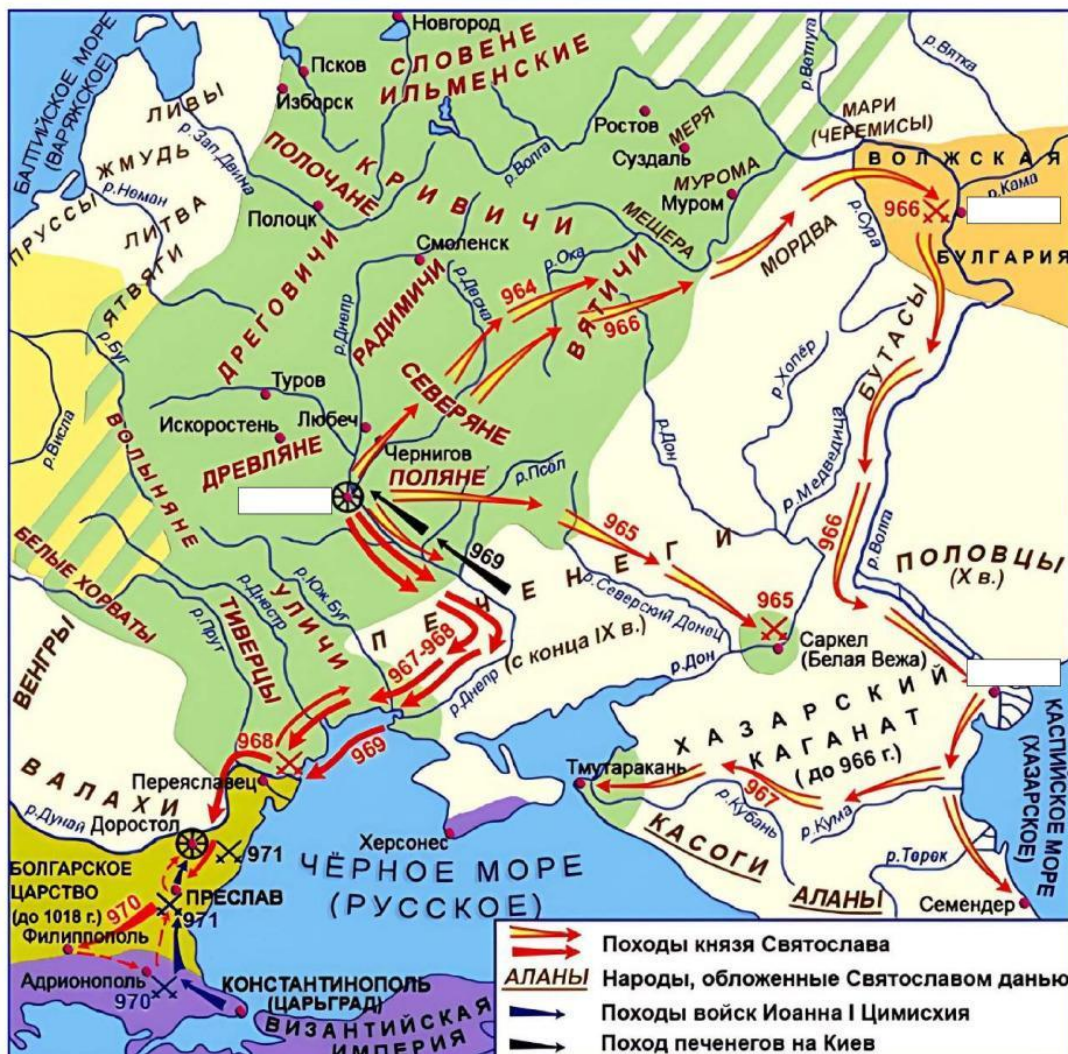 Новгород
СЛОВЕНЕ
ИЛЬМЕНСКИЕ
Псков
Изборск
БАЛТИЙСКОЕ МОРЕ
(ВАРЯЖСКОЕ)
ЛИВЫ
ЖМУДЬ
ЛИТВА
ПРУССЫ
ЯТВЯГИ
р.Зап.Двина
р.Неман
ПОЛОЧАНЕ
Полоцк
КРИВИЧИ
р.Волга
Ростов
Суздаль
МЕРЯ
МУРОМА
Муром
МЕЩЕРА
р.Ветлуга
р.Вятка
МАРИ
(ЧЕРЕМИСЫ)
ВОЛЖСКАЯ
БУЛГАРИЯ
р.Кама
966
р.Сура
МОРДВА
Смоленск
р.Десна
р.Ока
964
966
ВЯТИЧИ
ДРЕГОВИЧИ
РАДИМИЧИ
р.Днепр
СЕВЕРЯНЕ
Туров
Искоростень
Любеч
Чернигов
ДРЕВЛЯНЕ
ПОЛЯНЕ
р.Буг
р.Висла
ВОЛЫНЯНЕ
БЕЛЫЕ ХОРВАТЫ
р.Псёл
р.Дон
р.Хопёр
р.Медведица
БУТАСЫ
966
р.Волга
ПОЛОВЦЫ
(X в.)
965
969
ПЕЧЕНЕГИ
(с конца IX в.)
р.Северский Донец
965
Саркел
(Белая Вежа)
р.Дон
ВЕНГРЫ
р.Прут
р.Днестр
р.Юж.Буг
ТИВЕРЦЫ
УЛИЧИ
967-968
р.Днепр
969
968
Переяславец
ВАЛАХИ
р.Дунай
Доростол
971
БОЛГАРСКОЕ
ЦАРСТВО
(до 1018 г.)
ПРЕСЛАВ
971
970
Филиппополь
Адрионополь
970
КОНСТАНТИНОПОЛЬ
(ЦАРЬГРАД)
ВИЗАНТИЙСКАЯ
ИМПЕРИЯ
Херсонес
ЧЁРНОЕ МОРЕ
(РУССКОЕ)
Тмутаракань
ХАЗАРСКИЙ
КАГАНАТ
(до 966 г.)
967
р.Кубань
р.Кума
КАСОГИ
АЛАНЫ
р.Терек
Семендер
КАСПИЙСКОЕ МОРЕ
(ХАЗАРСКОЕ)
Походы князя Святослава
АЛАНЫ Народы, обложенные Святославом данью
Походы войск Иоанна I Цимисхия
Поход печенегов на Киев